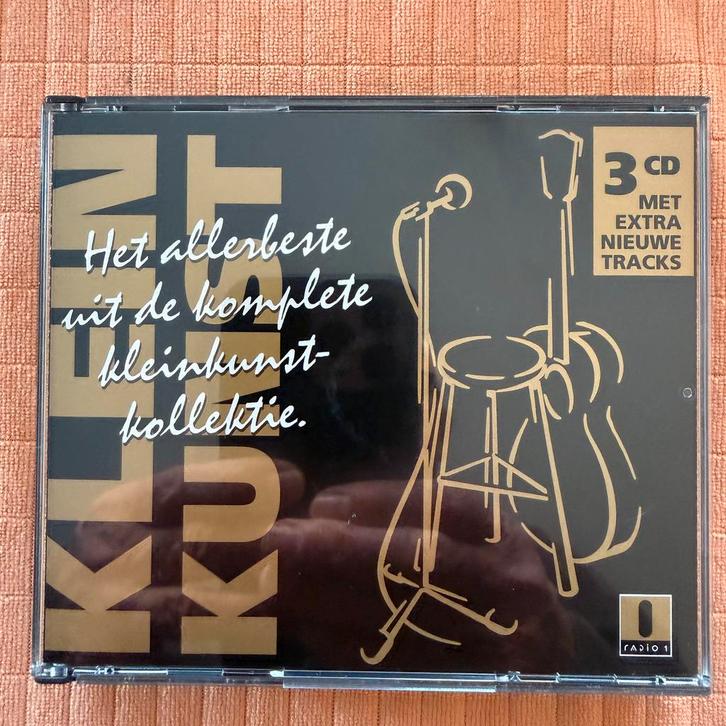 KLEIN
KUNST
Het allerbeste
uit de komplete
kleinkunst-
kollektie.
3 CD
MET
EXTRA
NIEUWE
TRACKS
RADIO 1